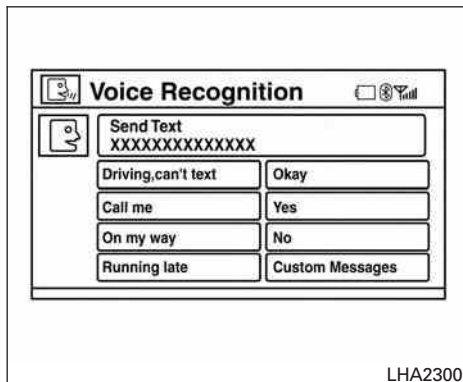 Voice Recognition
Send Text
XXXXXXXXXXXXXX
Driving,can't text
Okay
Call me
Yes
On my way
No
Running late
Custom Messages
LHA2300